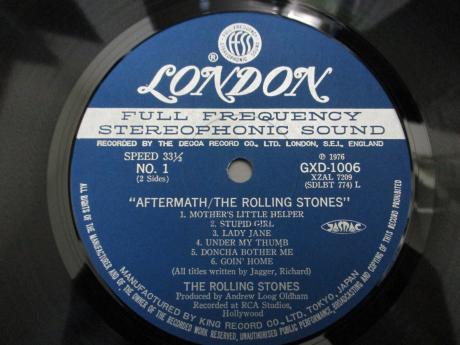 FULL FREQUENCY
STEREOPHONIC
ffss
® LONDON
FULL FREQUENCY
STEREOPHONIC SOUND
RECORDED BY THE DECCA RECORD CO., LTD. LONDON, S.E.I., ENGLAND
SPEED 33⅓
NO. 1
(2 Sides)
℗ 1976
GXD-1006
XZAL 7209
(SDLBT 774) L
"AFTERMATH/THE ROLLING STONES"
1. MOTHER'S LITTLE HELPER
2. STUPID GIRL
3. LADY JANE
4. UNDER MY THUMB
5. DONCHA BOTHER ME
6. GOIN' HOME
(All titles written by Jagger, Richard)
JASRAC
THE ROLLING STONES
Produced by Andrew Loog Oldham
Recorded at RCA Studios,
Hollywood
ALL RIGHTS OF THE MANUFACTURER AND OF THE OWNER OF THE RECORDED WORK RESERVED, UNAUTHORISED PUBLIC PERFORMANCE, BROADCASTING AND COPYING OF THIS RECORD PROHIBITED
MANUFACTURED BY KING RECORD CO., LTD, TOKYO, JAPAN